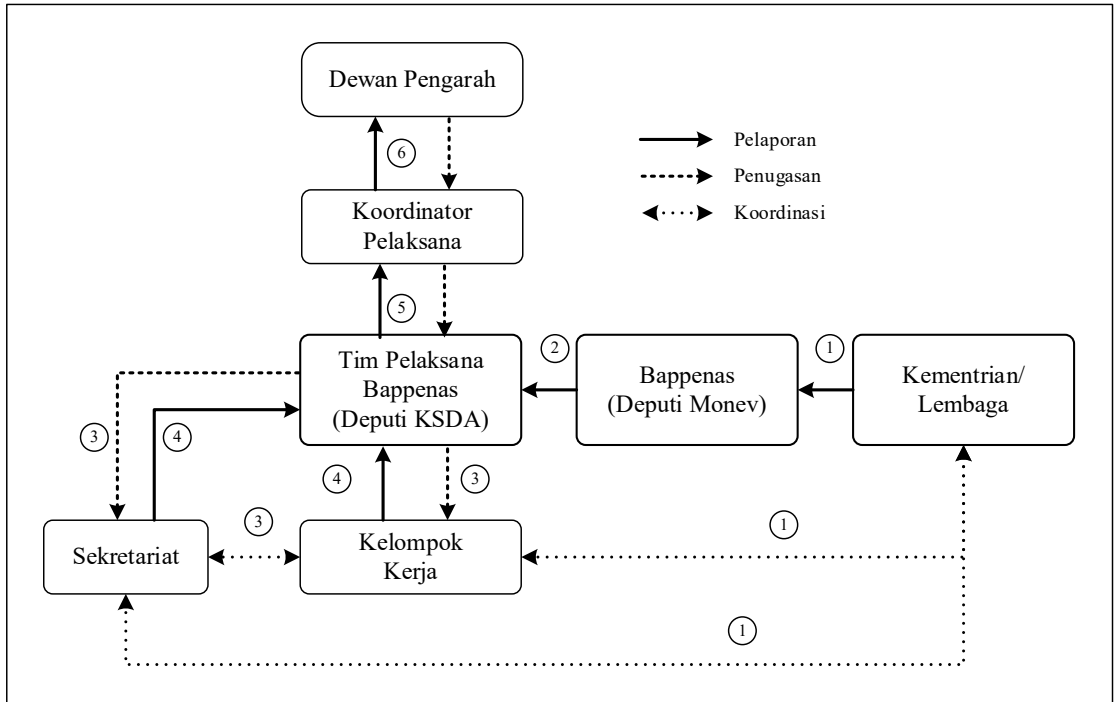 Dewan Pengarah
6
Pelaporan
Penugasan
Koordinasi
Koordinator
Pelaksana
5
Tim Pelaksana
Bappenas
(Deputi KSDA)
2
Bappenas
(Deputi Monev)
1
Kementrian/
Lembaga
3
4
4
3
Sekretariat
3
Kelompok
Kerja
1
1